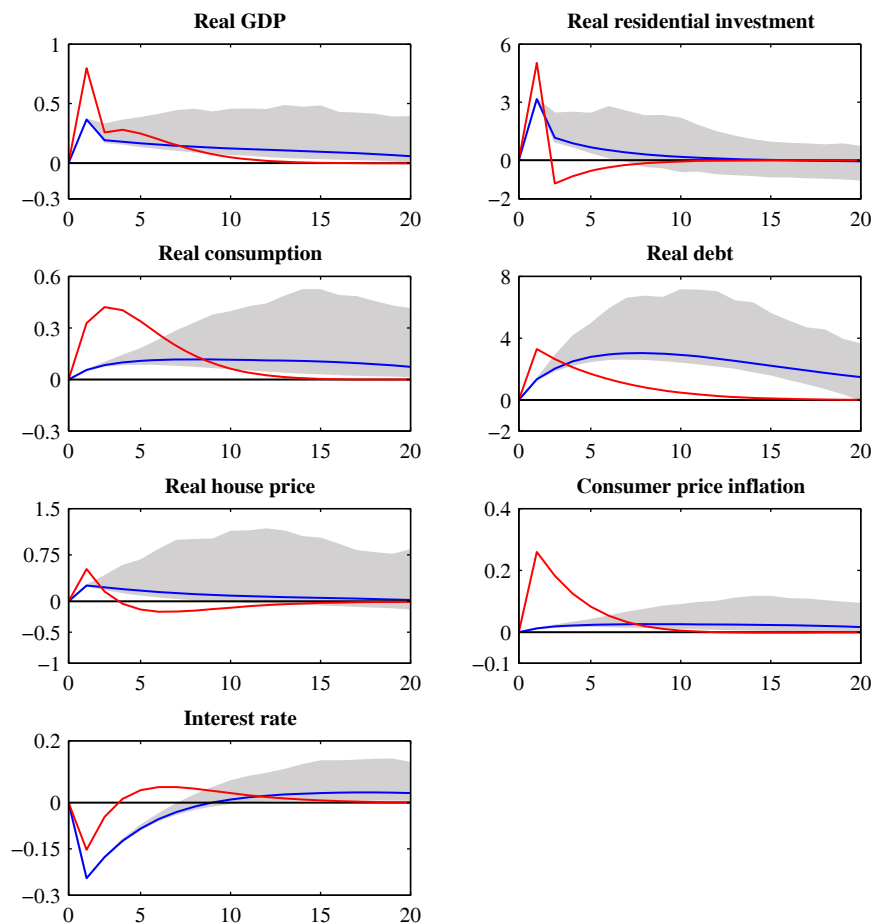 Real GDP
1
0.5
0
−0.3
0 5 10 15 20
Real residential investment
6
3
0
−2
0 5 10 15 20
Real consumption
0.6
0.3
0
−0.3
0 5 10 15 20
Real debt
8
4
2
0
−2
0 5 10 15 20
Real house price
1.5
0.75
0
−0.5
−1
0 5 10 15 20
Consumer price inflation
0.4
0.2
0
−0.1
0 5 10 15 20
Interest rate
0.2
0
−0.15
−0.3
0 5 10 15 20